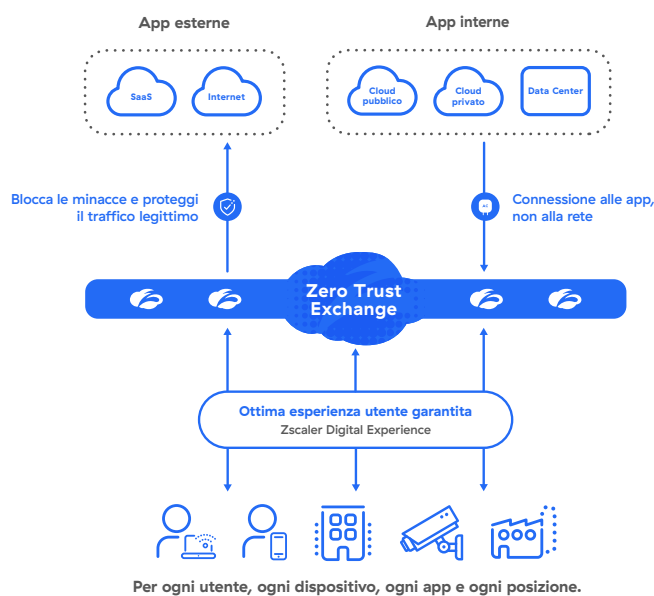 App esterne
App interne
SaaS
Internet
Cloud
pubblico
Cloud
privato
Data Center
Blocca le minacce e proteggi
il traffico legittimo
Connessione alle app,
non alla rete
Zero Trust
Exchange
Ottima esperienza utente garantita
Zscaler Digital Experience
Per ogni utente, ogni dispositivo, ogni app e ogni posizione.